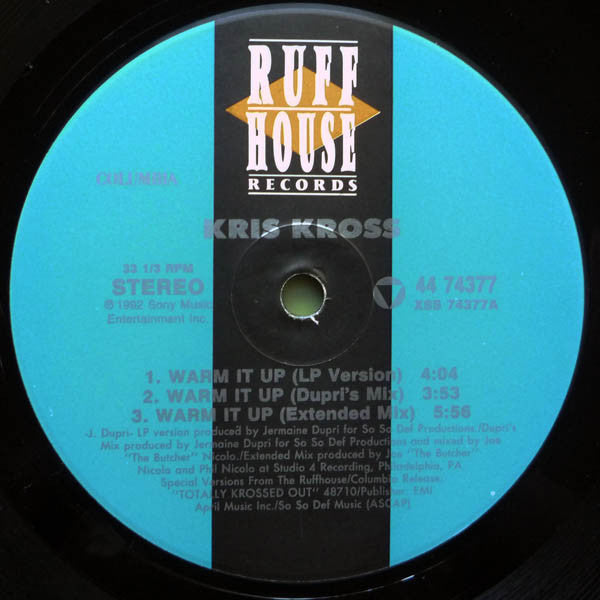 RUFF
HOUSE
RECORDS
COLUMBIA
KRIS KROSS
33 1/3 RPM
STEREO
℗ 1992 Sony Music
Entertainment Inc.
44 74377
XSS 74377A
1. WARM IT UP (LP Version) 4:04
2. WARM IT UP (Dupri's Mix) 3:53
3. WARM IT UP (Extended Mix) 5:56
-J. Dupri- LP version produced by Jermaine Dupri for So So Def Productions./Dupri's
Mix produced by Jermaine Dupri for So So Def Productions and mixed by Joe
"The Butcher" Nicolo./Extended Mix produced by Joe "The Butcher"
Nicolo and Phil Nicolo at Studio 4 Recording, Philadelphia, PA.
Special Versions From The Ruffhouse/Columbia Release.
"TOTALLY KROSSED OUT" 48710/Publisher: EMI
April Music Inc./So So Def Music (ASCAP)